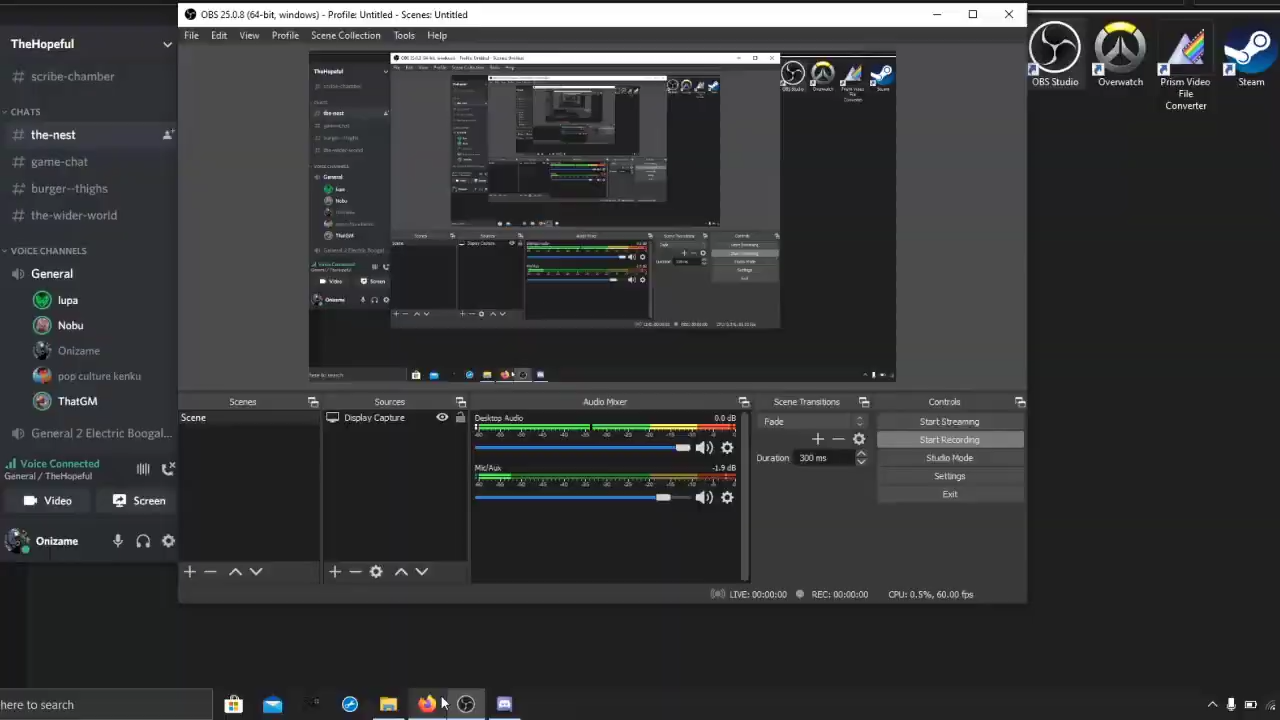 OBS 25.0.8 (64-bit, windows) - Profile: Untitled - Scenes: Untitled
File Edit View Profile Scene Collection Tools Help
TheHopeful
CATS
# the-nest
# game-chat
# burger--thighs
# the-wider-world
VOICE CHANNELS
General
lupa
Nobu
Onizame
pop culture kenku
ThatGM
2 Electric Boogal...
Voice Connected
General / TheHopeful
Video
Screen
Onizame
OBS Studio
Overwatch
Prism Video
File
Converter
Steam
Scenes
Scene
Sources
Display Capture
Audio Mixer
Desktop Audio
0.0 dB
Mic/Aux
-1.9 dB
Scene Transitions
Fade
Duration 300 ms
Controls
Start Streaming
Start Recording
Studio Mode
Settings
Exit
LIVE: 00:00:00
REC: 00:00:00
CPU: 0.5%, 60.00 fps
here to search